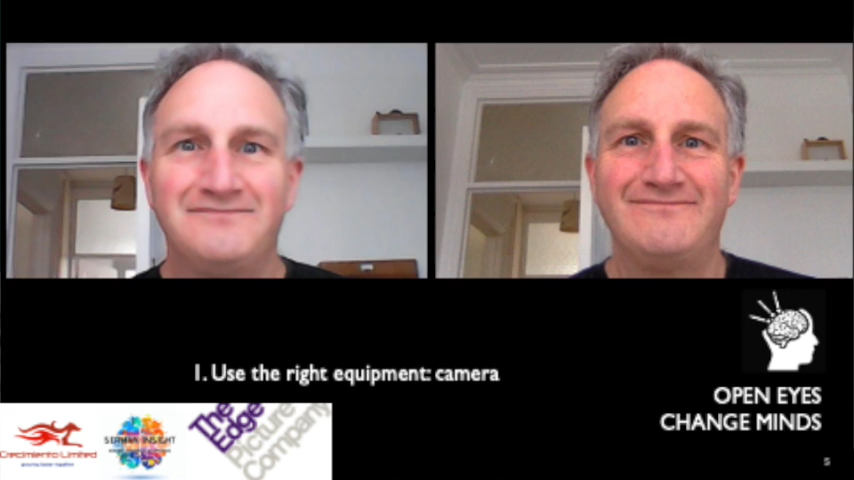 1. Use the right equipment: camera
OPEN EYES
CHANGE MINDS
Crecimiento Limited
The
Edge
Picture
Company
5